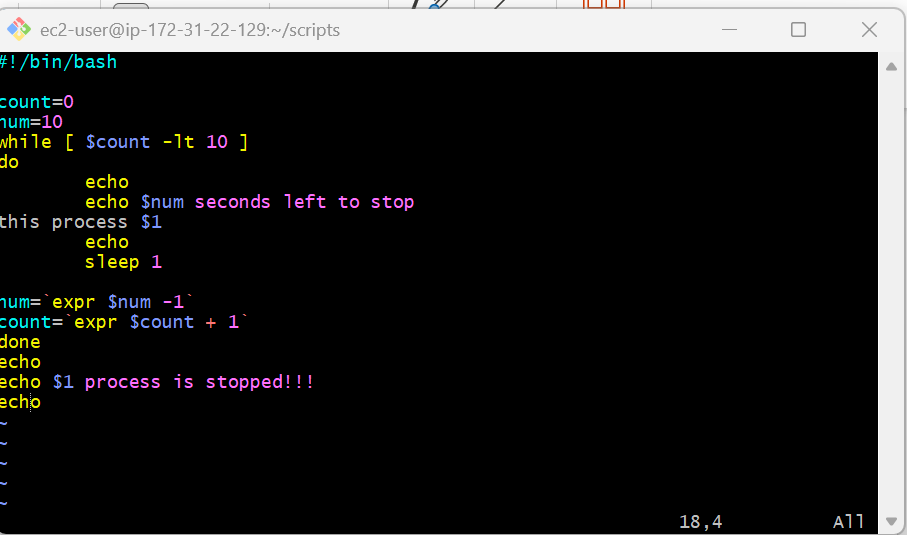 ec2-user@ip-172-31-22-129:~/scripts
#!/bin/bash
count=0
num=10
while [ $count -lt 10 ]
do
echo
echo $num seconds left to stop
this process $1
echo
sleep 1
num=`expr $num -1`
count=`expr $count + 1`
done
echo
echo $1 process is stopped!!!
echo
~
~
~
~
~
18,4 All